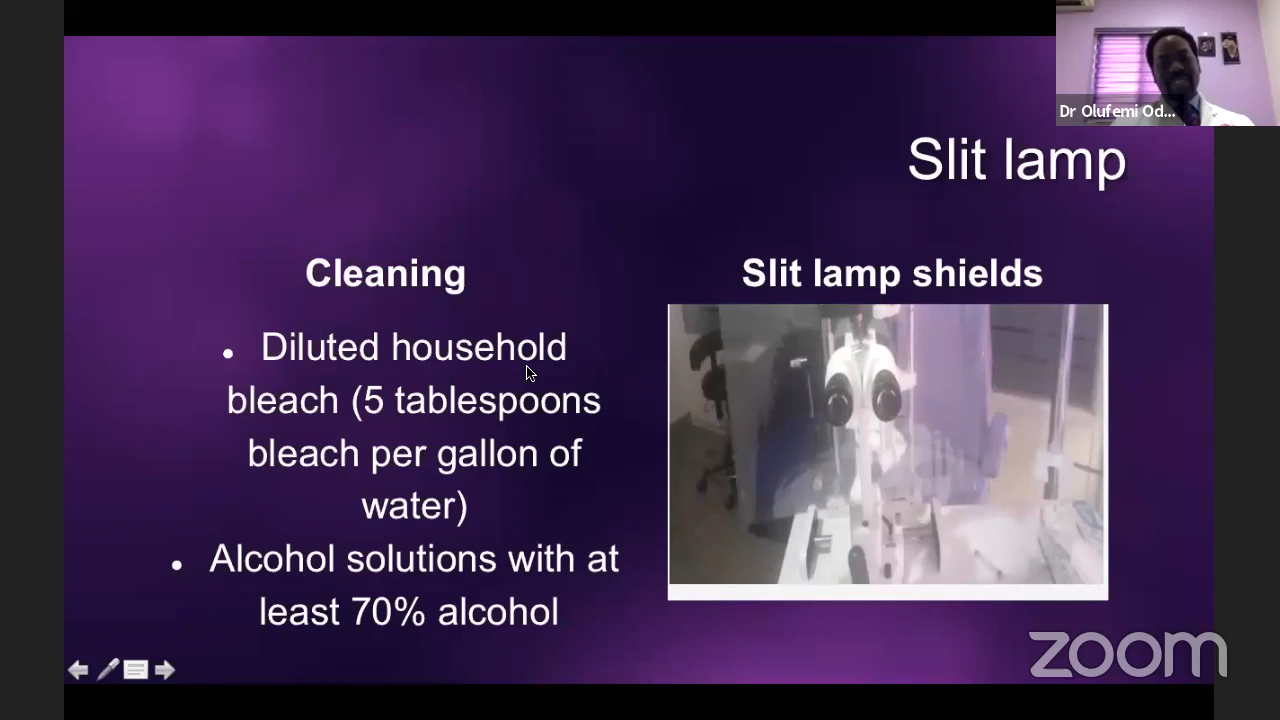 Dr Olufemi Od...
Slit lamp
Cleaning
• Diluted household
bleach (5 tablespoons
bleach per gallon of
water)
• Alcohol solutions with at
least 70% alcohol
Slit lamp shields
zoom